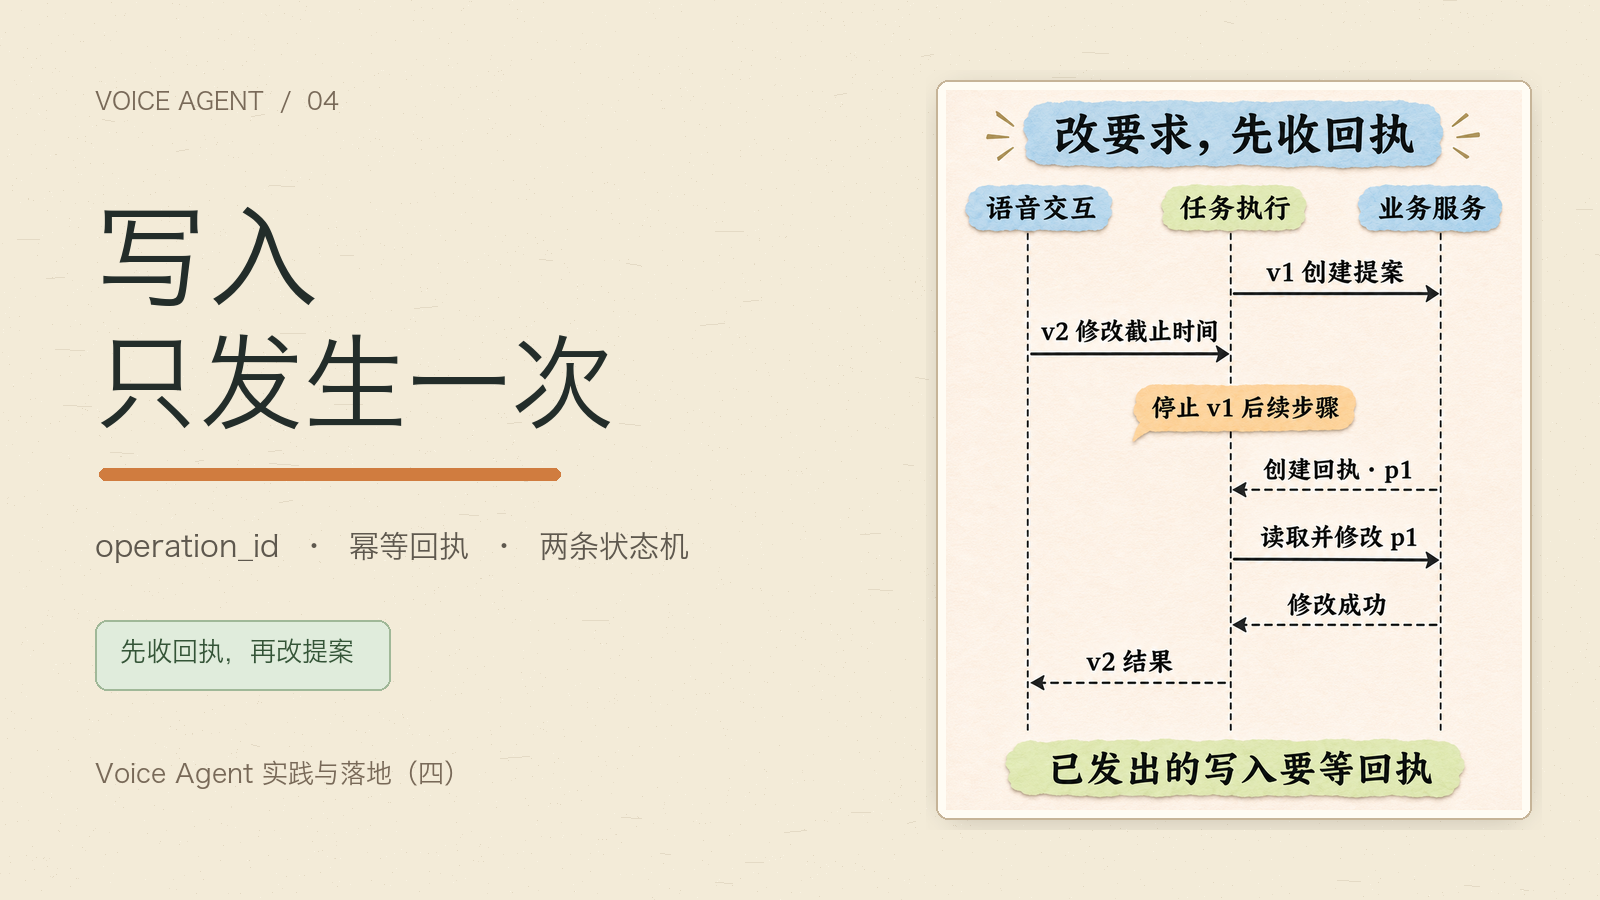 VOICE AGENT / 04
写入
只发生一次
operation_id · 幂等回执 · 两条状态机
先收回执，再改提案
Voice Agent 实践与落地（四）
改要求，先收回执
语音交互 任务执行 业务服务
v1 创建提案
v2 修改截止时间
停止 v1 后续步骤
创建回执 · p1
读取并修改 p1
修改成功
v2 结果
已发出的写入要等回执